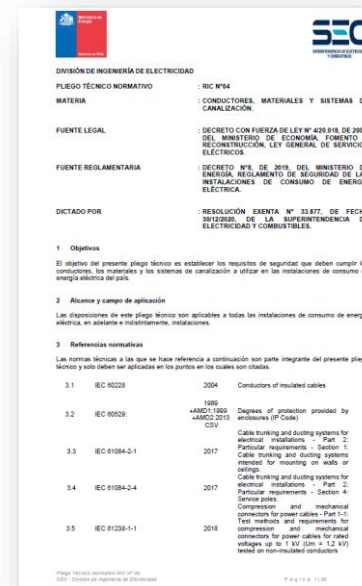 Ministerio de
Energía
Gobierno de Chile
SEC
SUPERINTENDENCIA DE ELECTRICIDAD
Y COMBUSTIBLES
DIVISIÓN DE INGENIERÍA DE ELECTRICIDAD
PLIEGO TÉCNICO NORMATIVO : RIC N°04
MATERIA : CONDUCTORES, MATERIALES Y SISTEMAS D
CANALIZACIÓN.
FUENTE LEGAL : DECRETO CON FUERZA DE LEY N° 4/20.018, DE 200
DEL MINISTERIO DE ECONOMÍA, FOMENTO
RECONSTRUCCIÓN, LEY GENERAL DE SERVICIO
ELÉCTRICOS.
FUENTE REGLAMENTARIA : DECRETO N°8, DE 2019, DEL MINISTERIO D
ENERGÍA, REGLAMENTO DE SEGURIDAD DE LA
INSTALACIONES DE CONSUMO DE ENERG
ELÉCTRICA.
DICTADO POR : RESOLUCIÓN EXENTA N° 33.877, DE FECH
30/12/2020, DE LA SUPERINTENDENCIA D
ELECTRICIDAD Y COMBUSTIBLES.
1 Objetivos
El objetivo del presente pliego técnico es establecer los requisitos de seguridad que deben cumplir l
conductores, los materiales y los sistemas de canalización a utilizar en las instalaciones de consumo
energía eléctrica del país.
2 Alcance y campo de aplicación
Las disposiciones de este pliego técnico son aplicables a todas las instalaciones de consumo de energ
eléctrica, en adelante e indistintamente, instalaciones.
3 Referencias normativas
Las normas técnicas a las que se hace referencia a continuación son parte integrante del presente plieg
técnico y solo deben ser aplicadas en los puntos en los cuales son citadas.
3.1 IEC 60228 2004 Conductors of insulated cables
3.2 IEC 60529: 1989
+AMD1:1999
+AMD2:2013
CSV
Degrees of protection provided by
enclosures (IP Code)
3.3 IEC 61084-2-1 2017 Cable trunking and ducting systems for
electrical installations - Part 2:
Particular requirements - Section 1:
Cable trunking and ducting systems
intended for mounting on walls or
ceilings.
3.4 IEC 61084-2-4 2017 Cable trunking and ducting systems for
electrical installations - Part 2:
Particular requirements - Section 4:
Service poles.
3.5 IEC 61238-1-1 2018 Compression and mechanical
connectors for power cables - Part 1-1:
Test methods and requirements for
compression and mechanical
connectors for power cables for rated
voltages up to 1 kV (Um = 1,2 kV)
tested on non-insulated conductors
Pliego Técnico Normativo RIC N° 04
SEC - División de Ingeniería de Electricidad